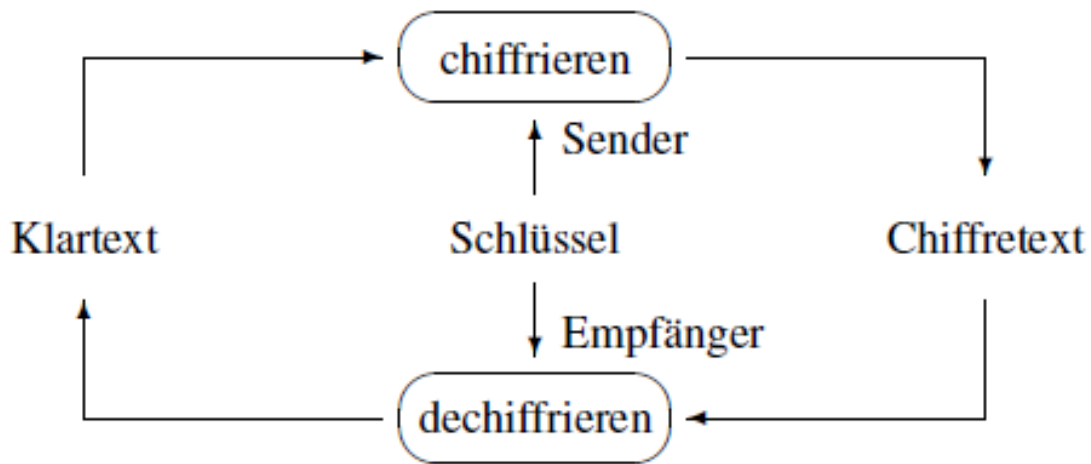 chiffrieren
Sender
Klartext Schlüssel Chiffretext
Empfänger
dechiffrieren